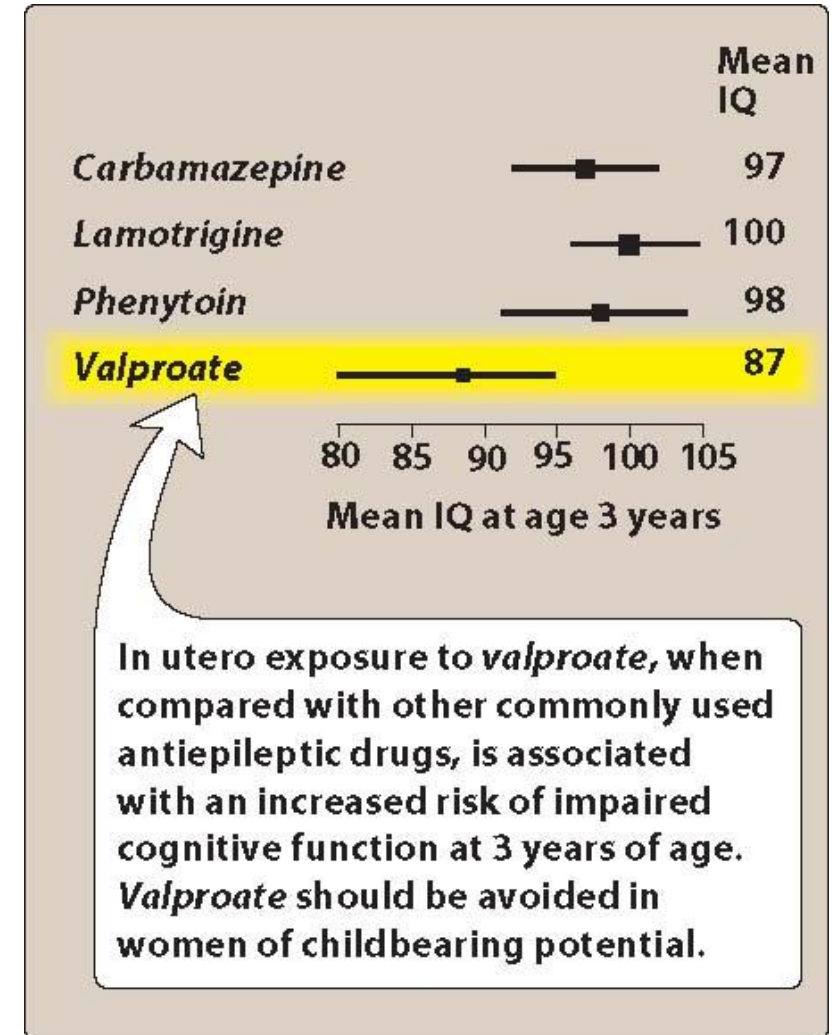 Mean
IQ
Carbamazepine 97
Lamotrigine 100
Phenytoin 98
Valproate 87
80 85 90 95 100 105
Mean IQ at age 3 years
In utero exposure to valproate, when
compared with other commonly used
antiepileptic drugs, is associated
with an increased risk of impaired
cognitive function at 3 years of age.
Valproate should be avoided in
women of childbearing potential.